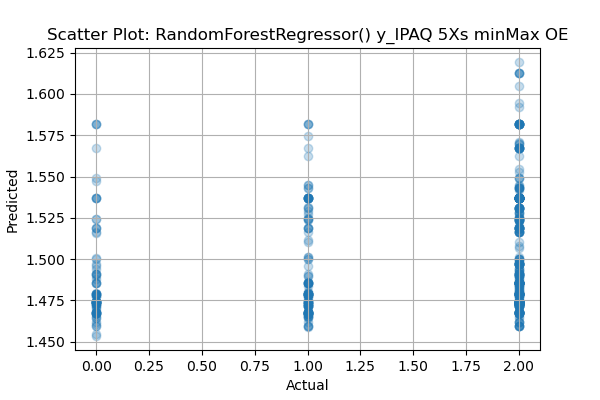 Scatter Plot: RandomForestRegressor() y_IPAQ 5Xs minMax OE
1.625
1.600
1.575
1.550
1.525
1.500
1.475
1.450
Predicted
0.00 0.25 0.50 0.75 1.00 1.25 1.50 1.75 2.00
Actual